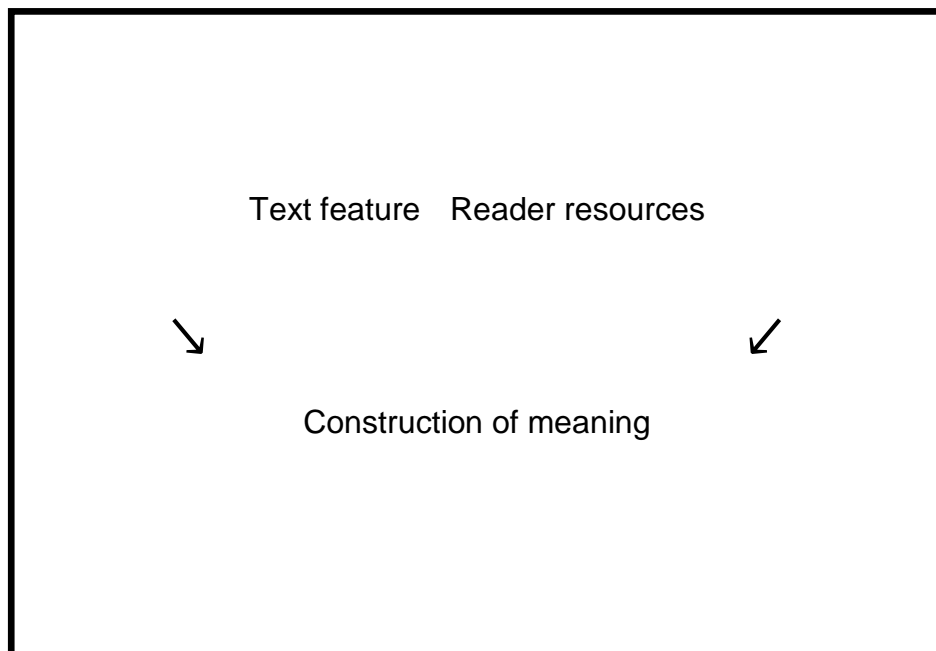 Text feature Reader resources
↘ ↙
Construction of meaning